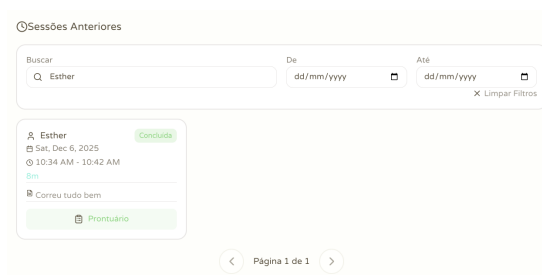 Sessões Anteriores
Buscar De Até
Esther dd/mm/yyyy dd/mm/yyyy
Limpar Filtros
Esther Concluída
Sat, Dec 6, 2025
10:34 AM - 10:42 AM
8m
Correu tudo bem
Prontuário
Página 1 de 1